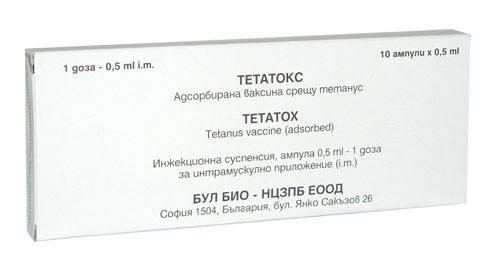 1 доза - 0,5 ml i.m.
10 ампули x 0,5 ml
ТЕТАТОКС
Адсорбирана ваксина срещу тетанус
TETATOX
Tetanus vaccine (adsorbed)
Инжекционна суспенсия, ампула 0,5 ml - 1 доза
за интрамускулно приложение (i.m.)
БУЛ БИО - НЦЗПБ ЕООД
София 1504, България, бул. Янко Сакъзов 26